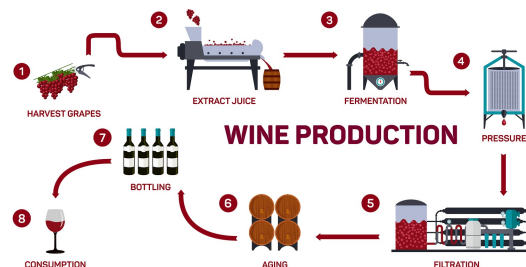 WINE PRODUCTION
1
HARVEST GRAPES
2
EXTRACT JUICE
3
FERMENTATION
4
PRESSURE
5
FILTRATION
6
AGING
7
BOTTLING
8
CONSUMPTION